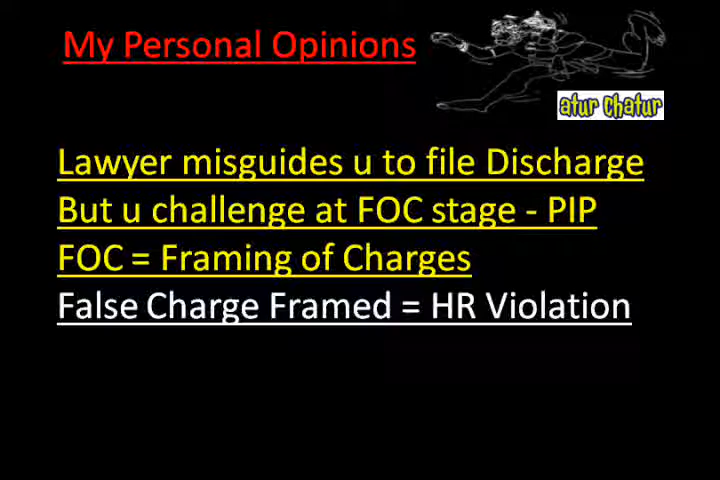 My Personal Opinions
atur chatur
Lawyer misguides u to file Discharge
But u challenge at FOC stage - PIP
FOC = Framing of Charges
False Charge Framed = HR Violation